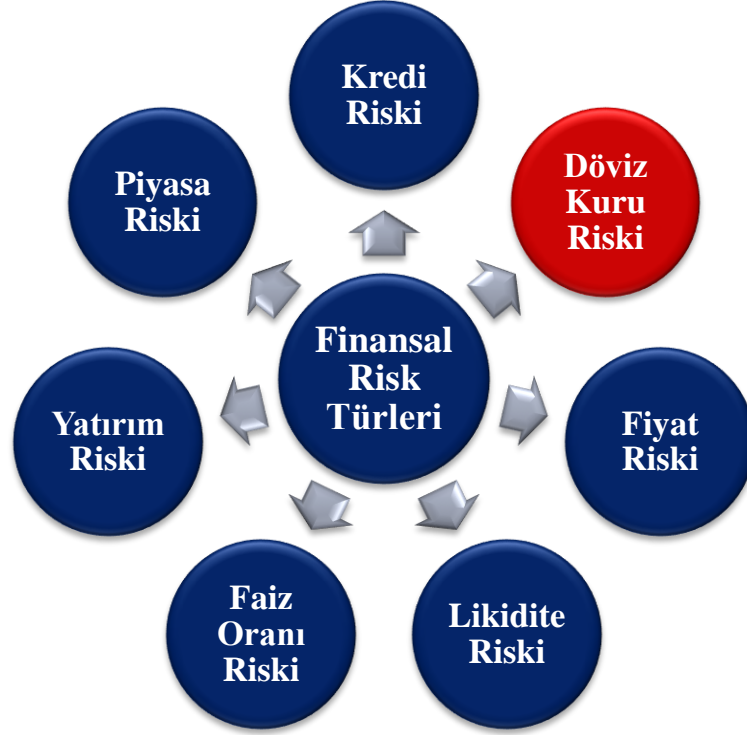 Kredi
Riski
Döviz
Kuru
Riski
Piyasa
Riski
Finansal
Risk
Türleri
Fiyat
Riski
Yatırım
Riski
Likidite
Riski
Faiz
Oranı
Riski